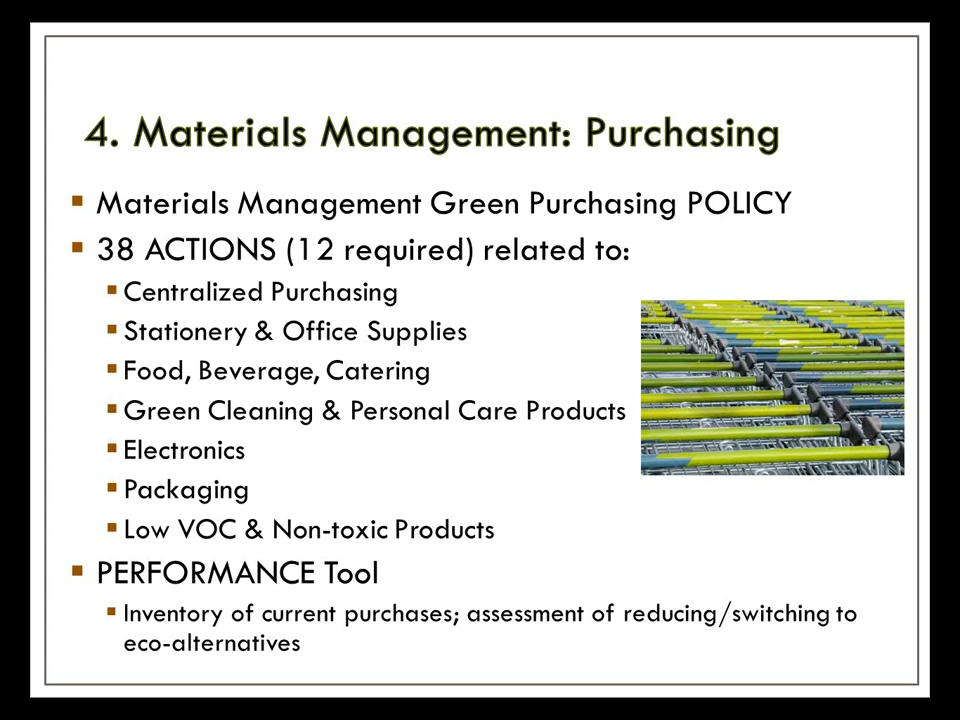 4. Materials Management: Purchasing
▪ Materials Management Green Purchasing POLICY
▪ 38 ACTIONS (12 required) related to:
▪ Centralized Purchasing
▪ Stationery & Office Supplies
▪ Food, Beverage, Catering
▪ Green Cleaning & Personal Care Products
▪ Electronics
▪ Packaging
▪ Low VOC & Non-toxic Products
▪ PERFORMANCE Tool
▪ Inventory of current purchases; assessment of reducing/switching to
eco-alternatives